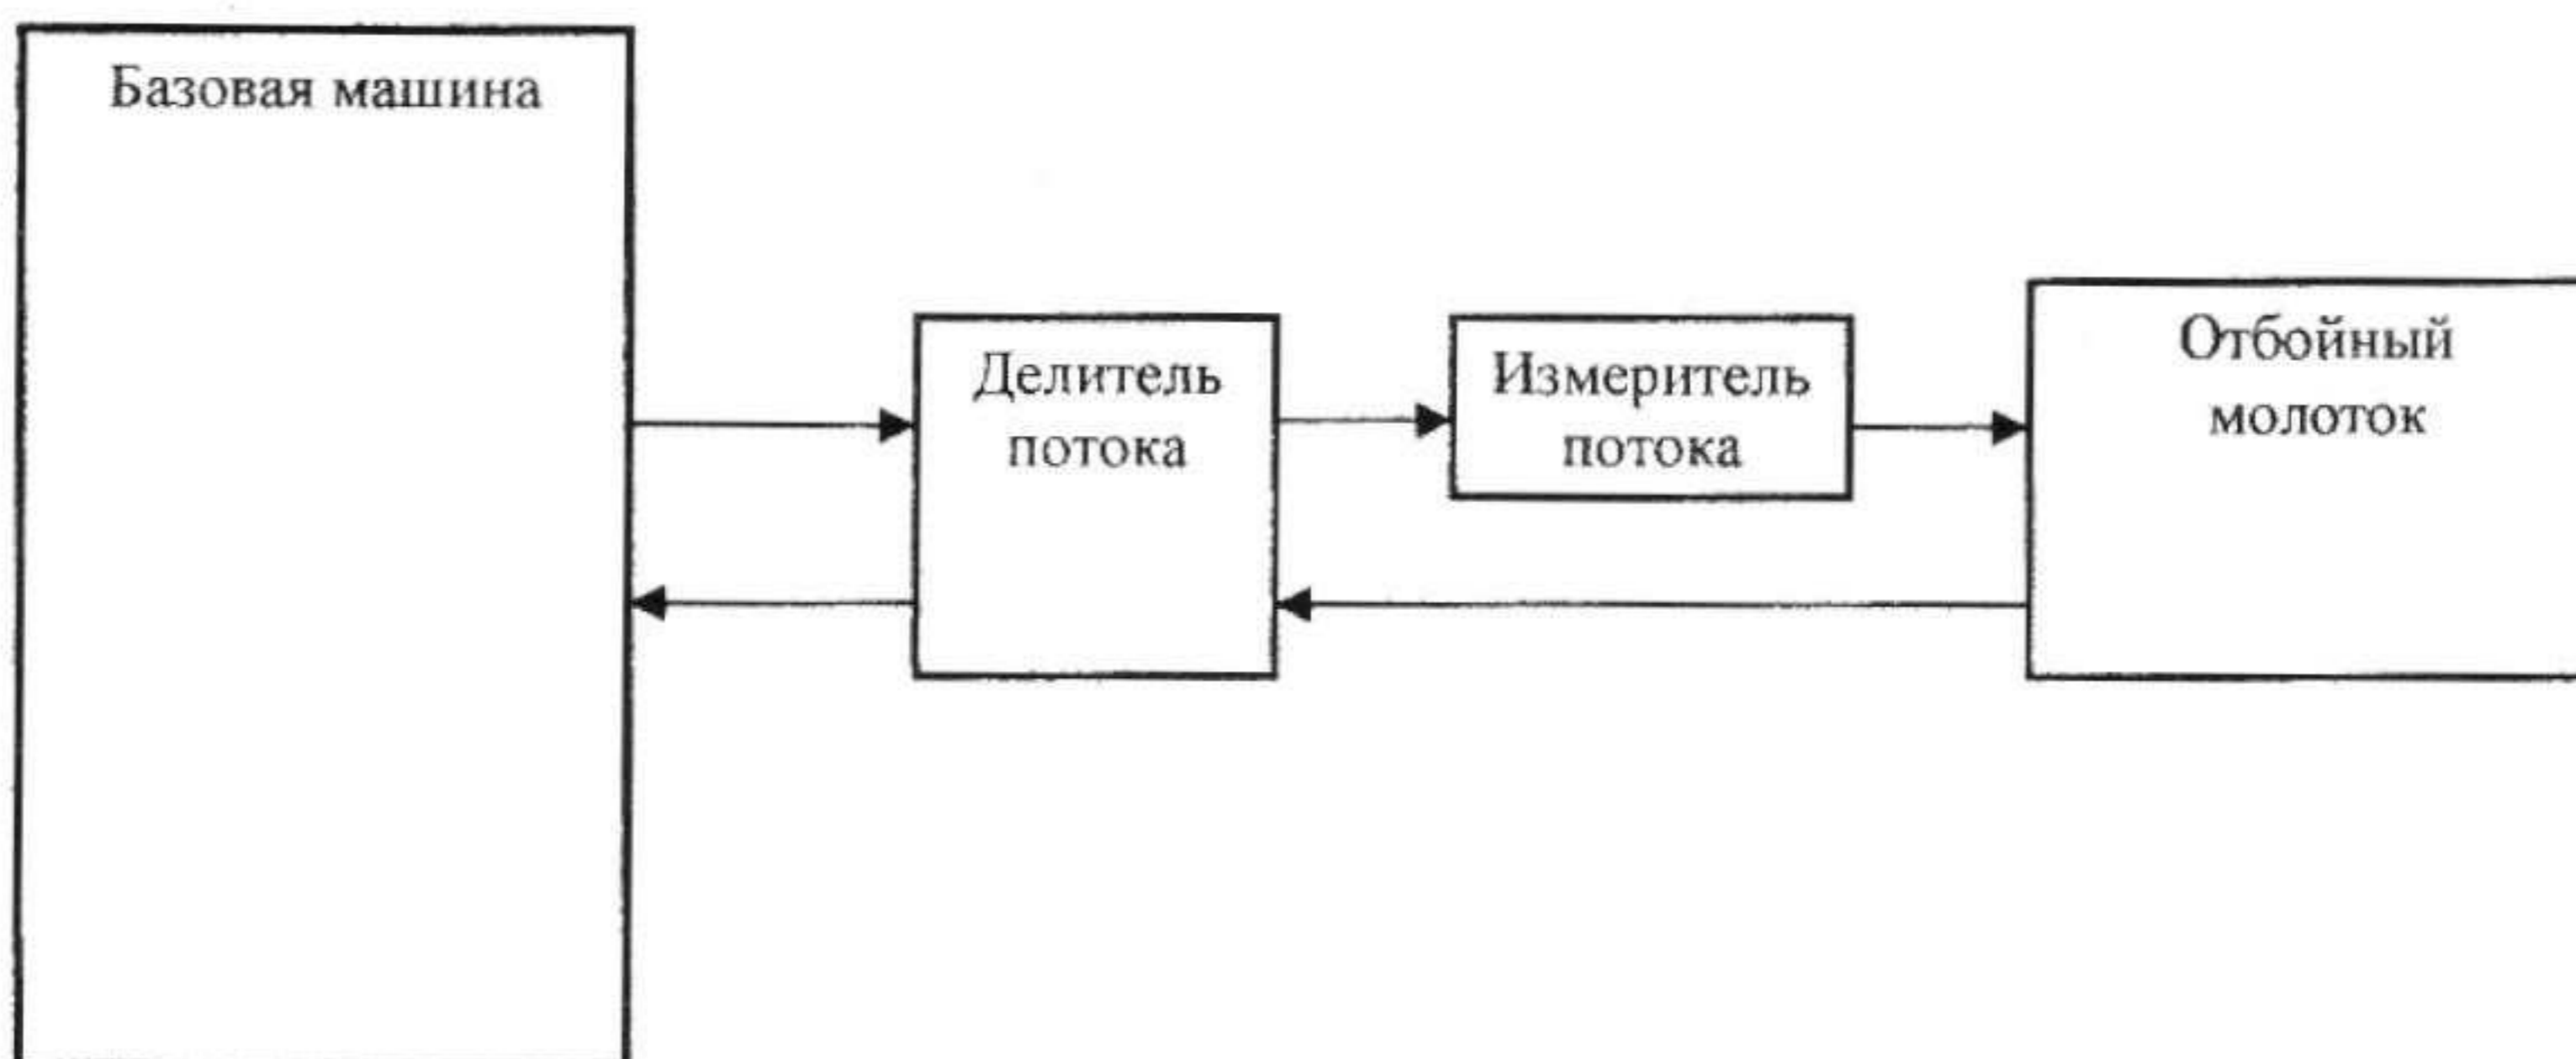 Базовая машина
Делитель
потока
Измеритель
потока
Отбойный
молоток